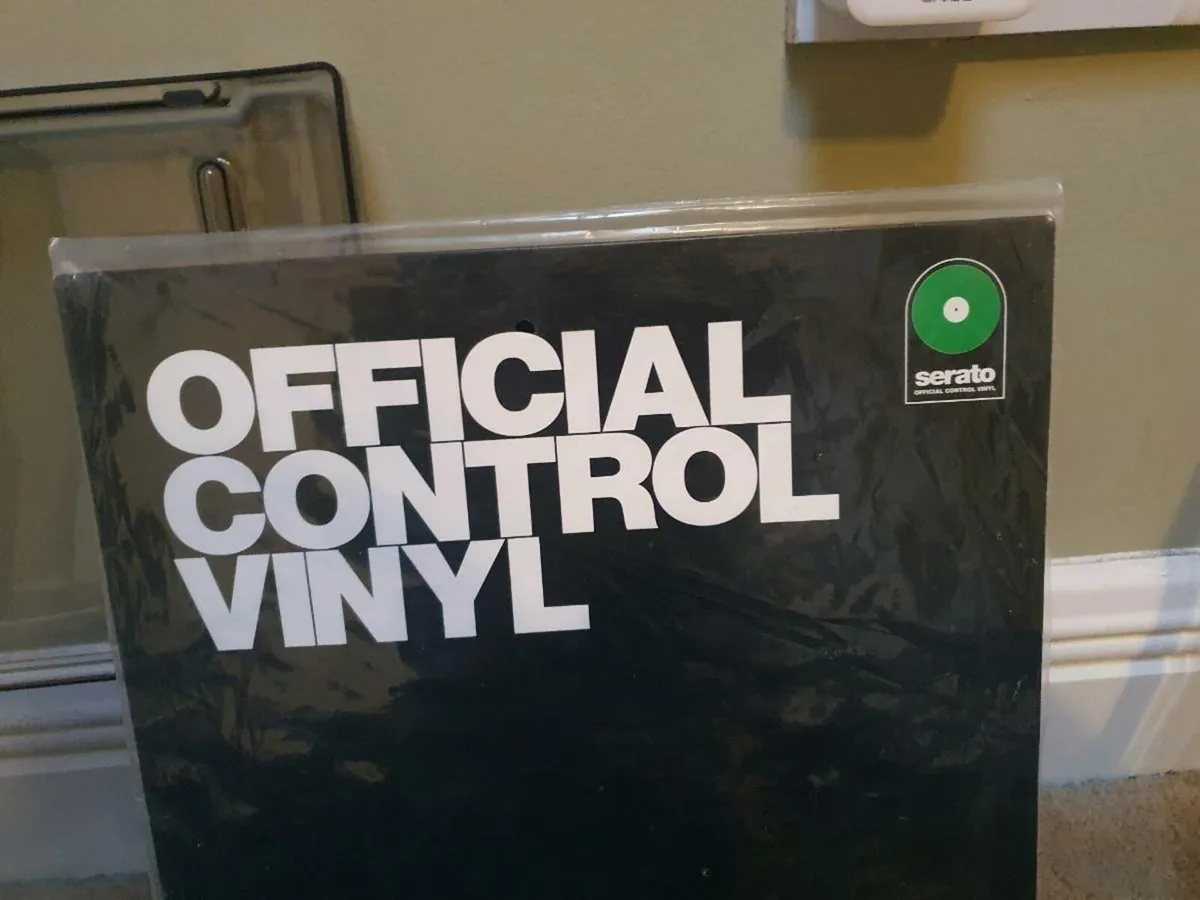 OFFICIAL
CONTROL
VINYL
serato
OFFICIAL CONTROL VINYL